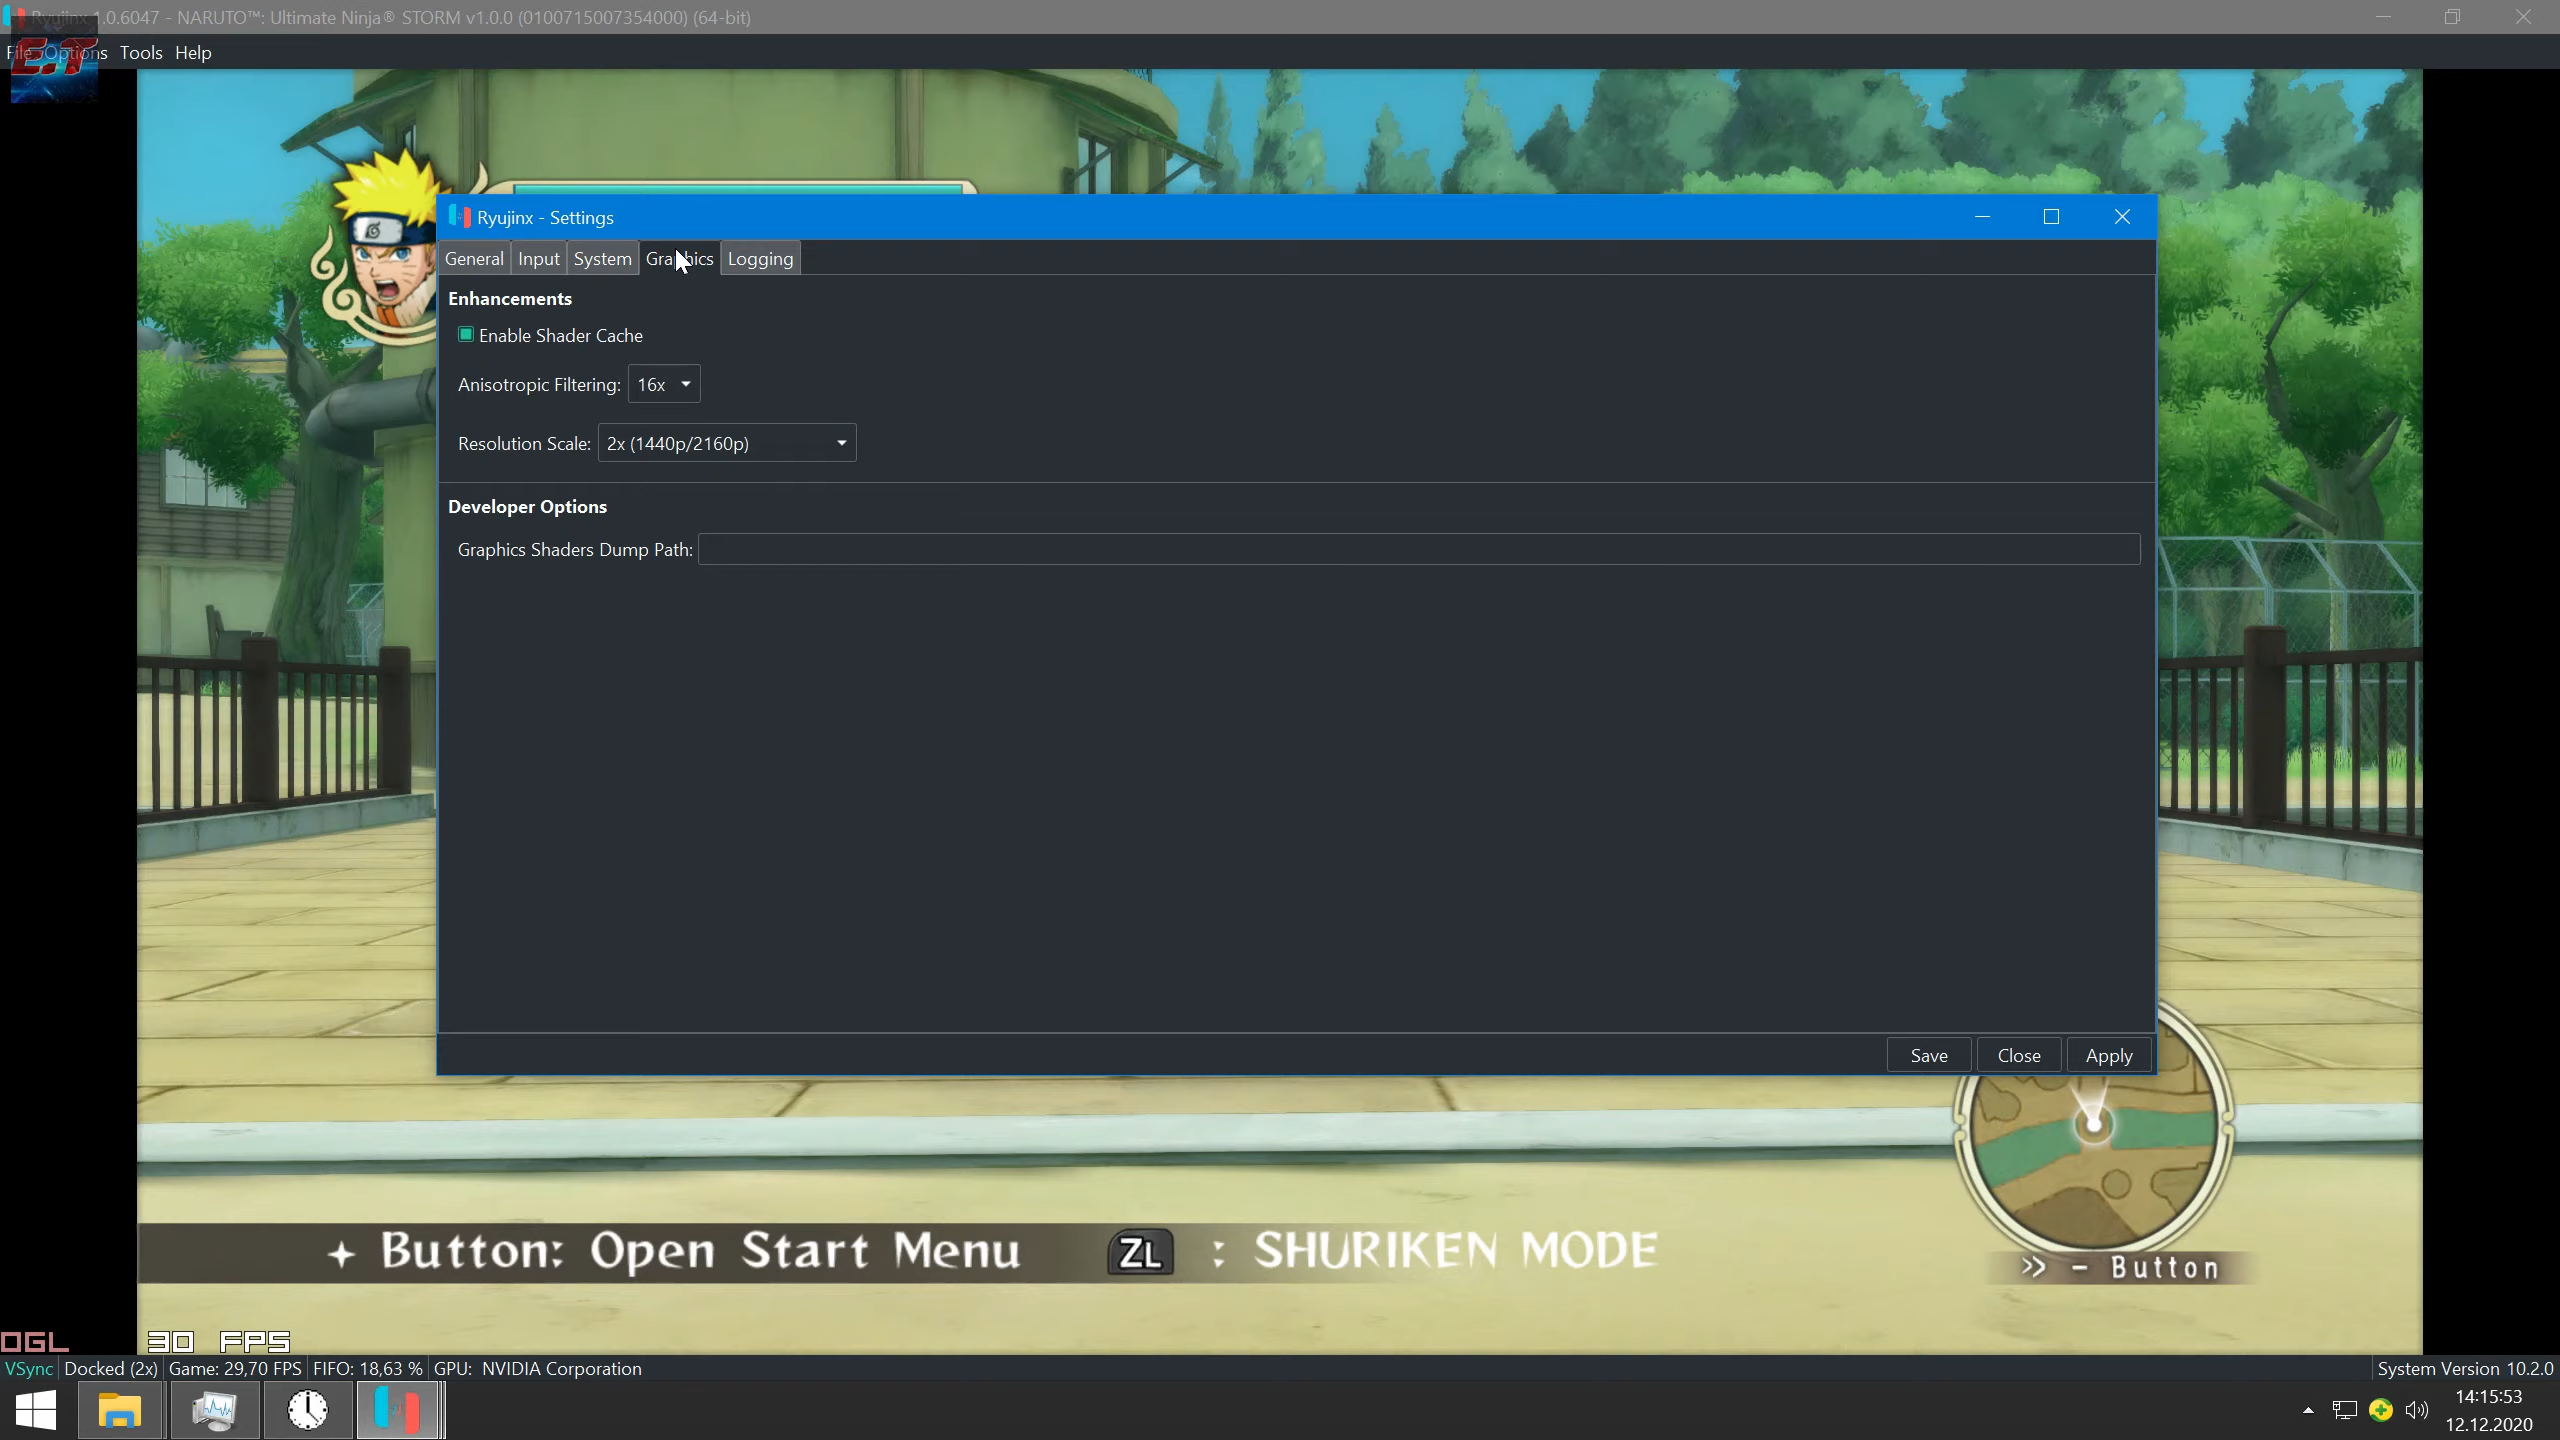 Ryujinx 1.0.6047 - NARUTO™: Ultimate Ninja® STORM v1.0.0 (0100715007354000) (64-bit)
File Options Tools Help
E.T
Ryujinx - Settings
General Input System Graphics Logging
Enhancements
Enable Shader Cache
Anisotropic Filtering: 16x
Resolution Scale: 2x (1440p/2160p)
Developer Options
Graphics Shaders Dump Path:
Save Close Apply
+ Button: Open Start Menu ZL : SHURIKEN MODE
>> - Button
OGL 30 FPS
VSync Docked (2x) Game: 29,70 FPS FIFO: 18,63 % GPU: NVIDIA Corporation System Version 10.2.0
14:15:53
12.12.2020